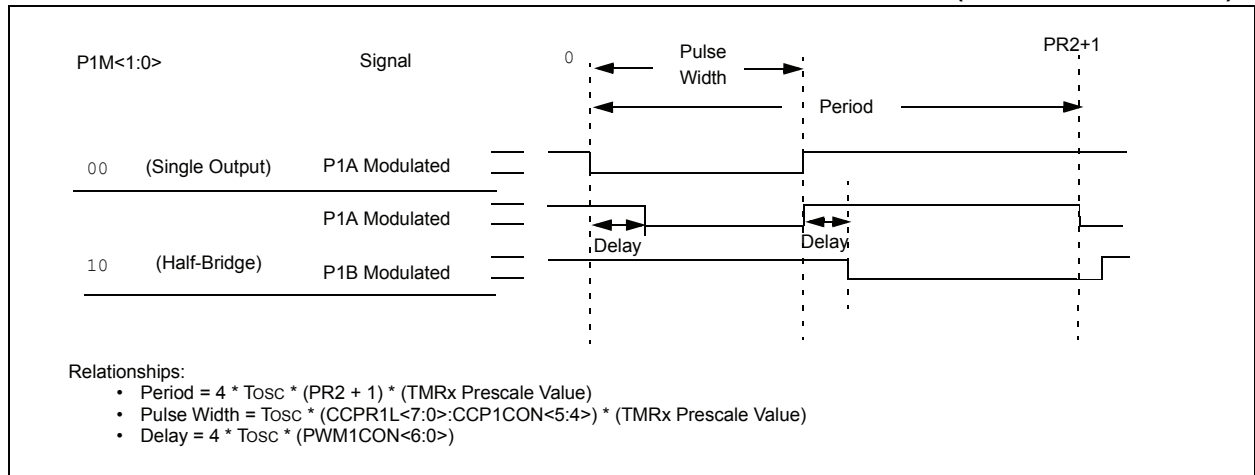 P1M<1:0> Signal 0 Pulse Width PR2+1
Period
00 (Single Output) P1A Modulated
P1A Modulated
Delay Delay
10 (Half-Bridge) P1B Modulated
Relationships:
• Period = 4 * TOSC * (PR2 + 1) * (TMRx Prescale Value)
• Pulse Width = TOSC * (CCPR1L<7:0>:CCP1CON<5:4>) * (TMRx Prescale Value)
• Delay = 4 * TOSC * (PWM1CON<6:0>)